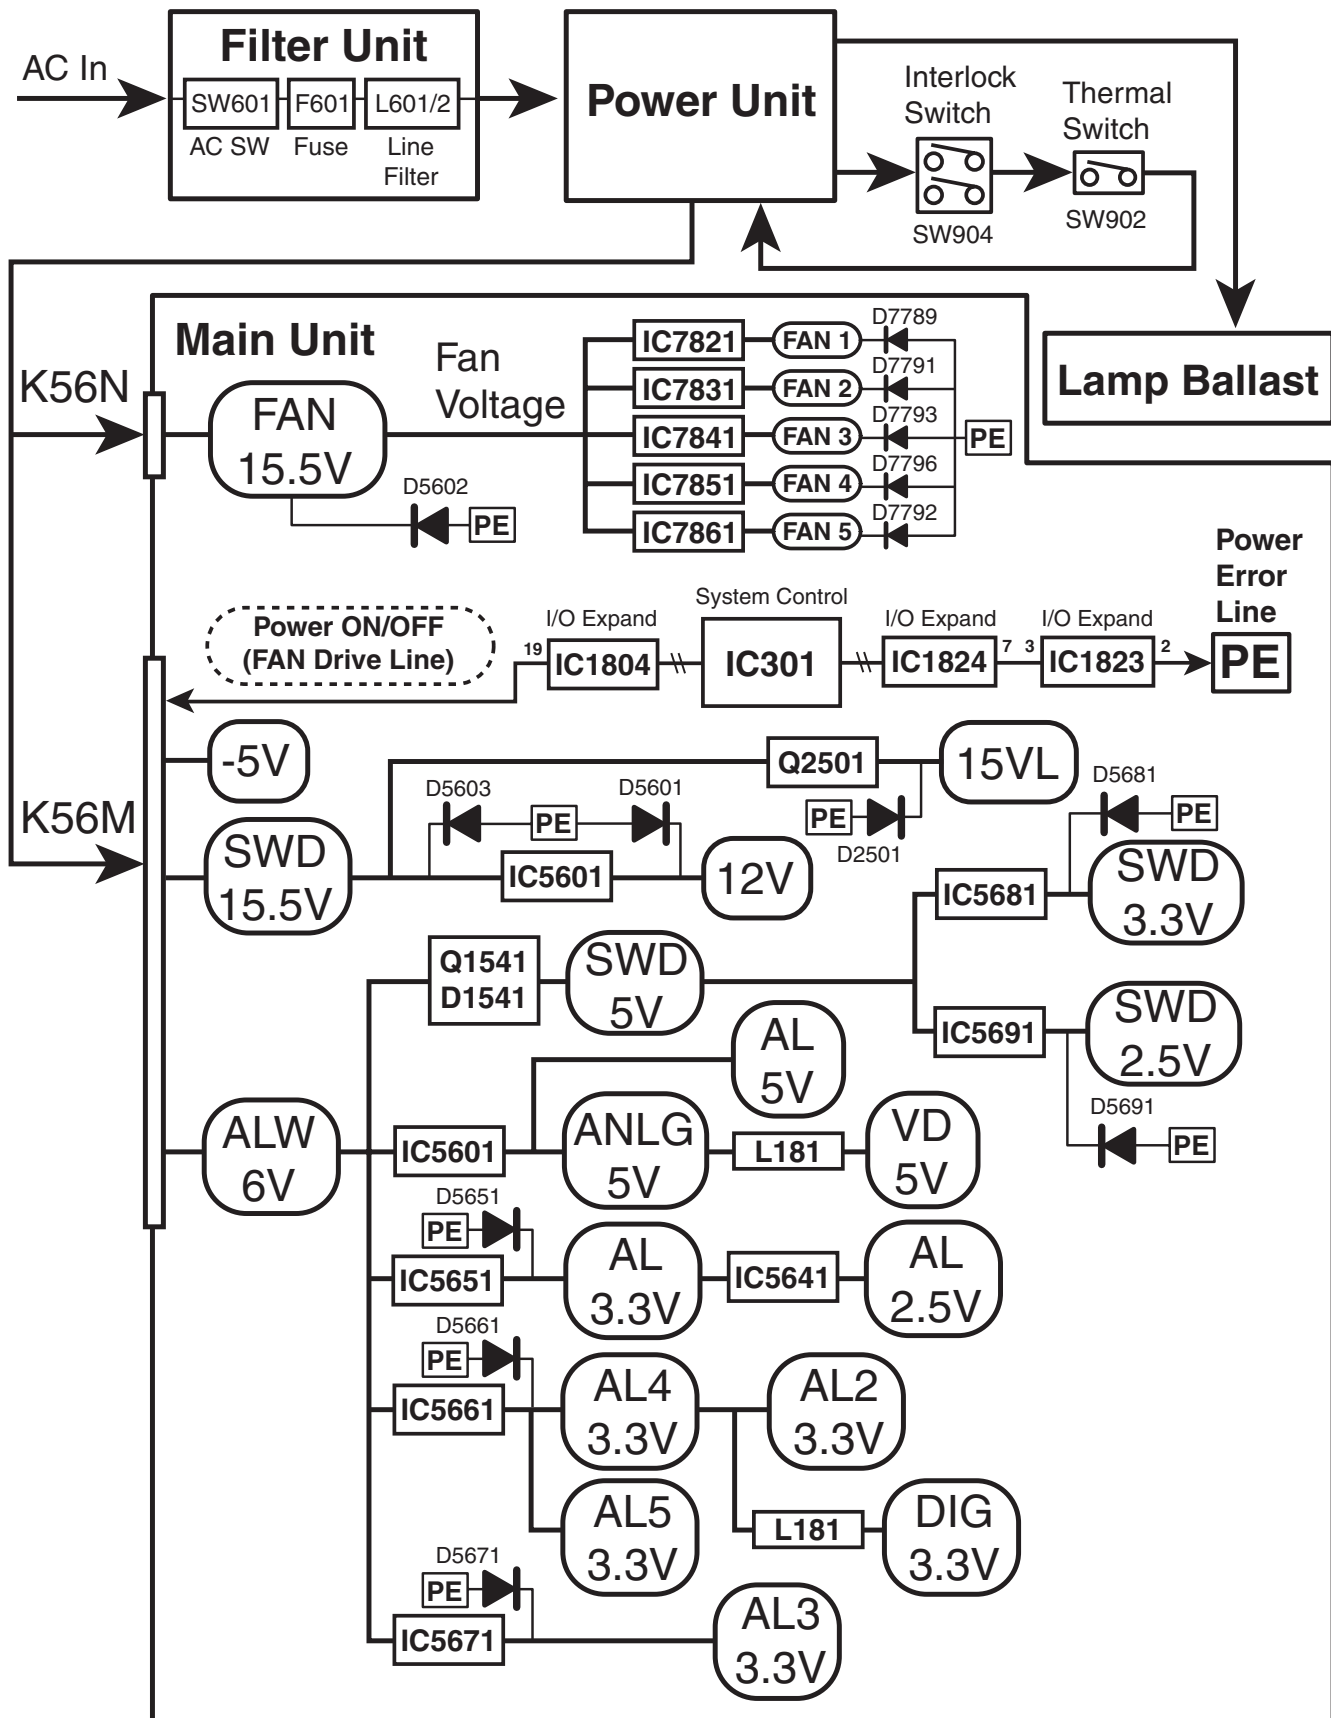 Filter Unit
AC In
SW601
F601
L601/2
AC SW
Fuse
Line
Filter
Power Unit
Interlock
Switch
SW904
Thermal
Switch
SW902
Lamp Ballast
Main Unit
K56N
FAN
15.5V
D5602
PE
Fan
Voltage
IC7821
FAN 1
D7789
IC7831
FAN 2
D7791
IC7841
FAN 3
D7793
PE
IC7851
FAN 4
D7796
IC7861
FAN 5
D7792
Power
Error
Line
PE
Power ON/OFF
(FAN Drive Line)
I/O Expand
19
IC1804
System Control
IC301
I/O Expand
IC1824
7
3
I/O Expand
IC1823
2
K56M
-5V
Q2501
15VL
PE
D2501
SWD
15.5V
D5603
PE
D5601
IC5601
12V
D5681
PE
IC5681
SWD
3.3V
Q1541
D1541
SWD
5V
IC5691
SWD
2.5V
D5691
PE
AL
5V
ALW
6V
IC5601
ANLG
5V
L181
VD
5V
D5651
PE
IC5651
AL
3.3V
IC5641
AL
2.5V
D5661
PE
IC5661
AL4
3.3V
AL2
3.3V
AL5
3.3V
L181
DIG
3.3V
D5671
PE
IC5671
AL3
3.3V